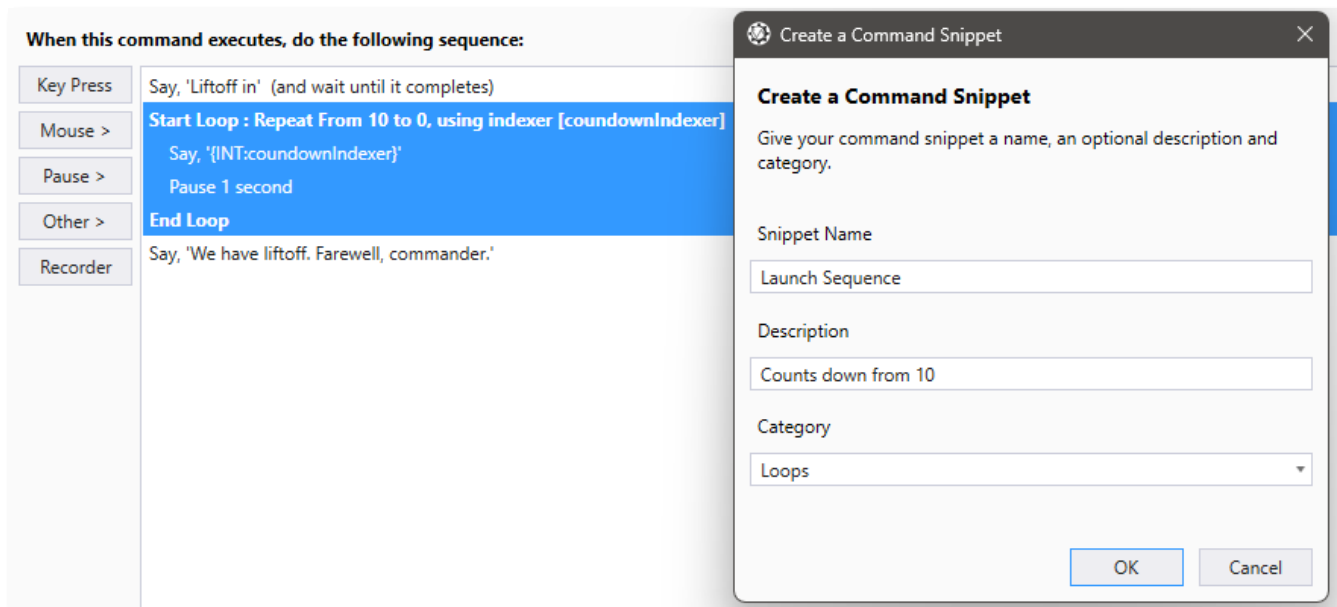 When this command executes, do the following sequence:
Key Press
Mouse >
Pause >
Other >
Recorder
Say, 'Liftoff in'  (and wait until it completes)
Start Loop : Repeat From 10 to 0, using indexer [coundownIndexer]
Say, '{INT:coundownIndexer}'
Pause 1 second
End Loop
Say, 'We have liftoff. Farewell, commander.'
Create a Command Snippet
Create a Command Snippet
Give your command snippet a name, an optional description and
category.
Snippet Name
Launch Sequence
Description
Counts down from 10
Category
Loops
OK
Cancel